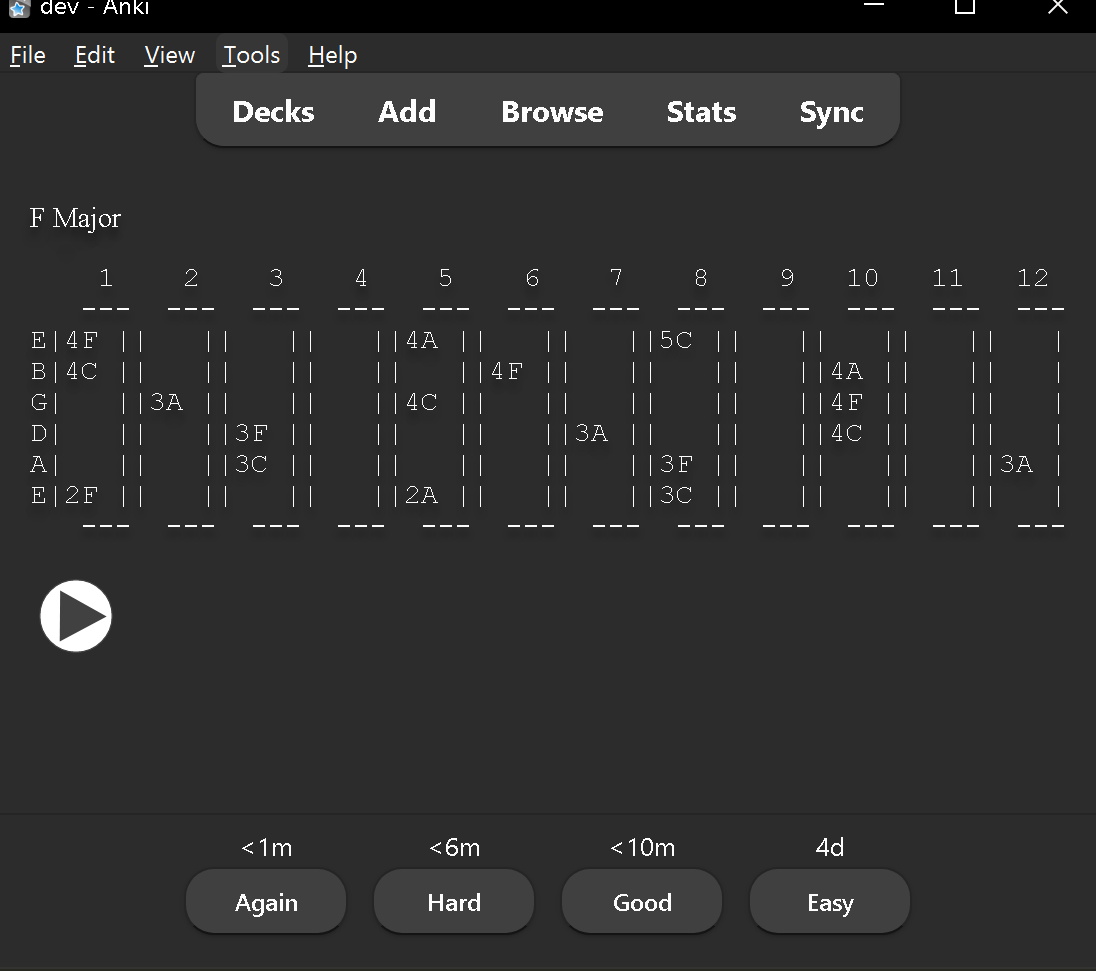 dev - Anki
File Edit View Tools Help
Decks Add Browse Stats Sync
F Major
1 2 3 4 5 6 7 8 9 10 11 12
--- --- --- --- --- --- --- --- --- --- --- ---
E|4F || || || ||4A || || ||5C || || || || |
B|4C || || || || ||4F || || || ||4A || || |
G| ||3A || || ||4C || || || || ||4F || || |
D| || ||3F || || || ||3A || || ||4C || || |
A| || ||3C || || || || ||3F || || || ||3A |
E|2F || || || ||2A || || ||3C || || || || |
--- --- --- --- --- --- --- --- --- --- --- ---
<1m <6m <10m 4d
Again Hard Good Easy